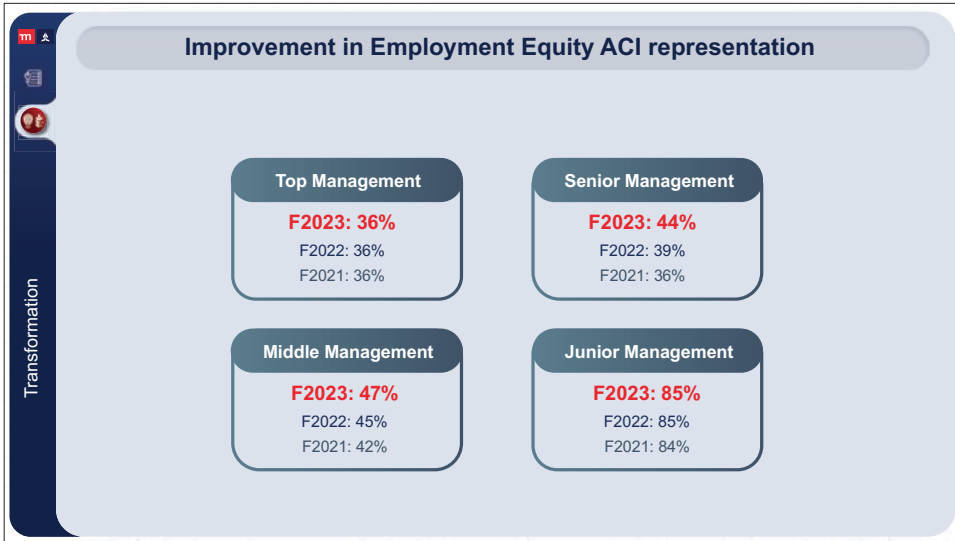 m
Improvement in Employment Equity ACI representation
Top Management
F2023: 36%
F2022: 36%
F2021: 36%
Senior Management
F2023: 44%
F2022: 39%
F2021: 36%
Middle Management
F2023: 47%
F2022: 45%
F2021: 42%
Junior Management
F2023: 85%
F2022: 85%
F2021: 84%
Transformation